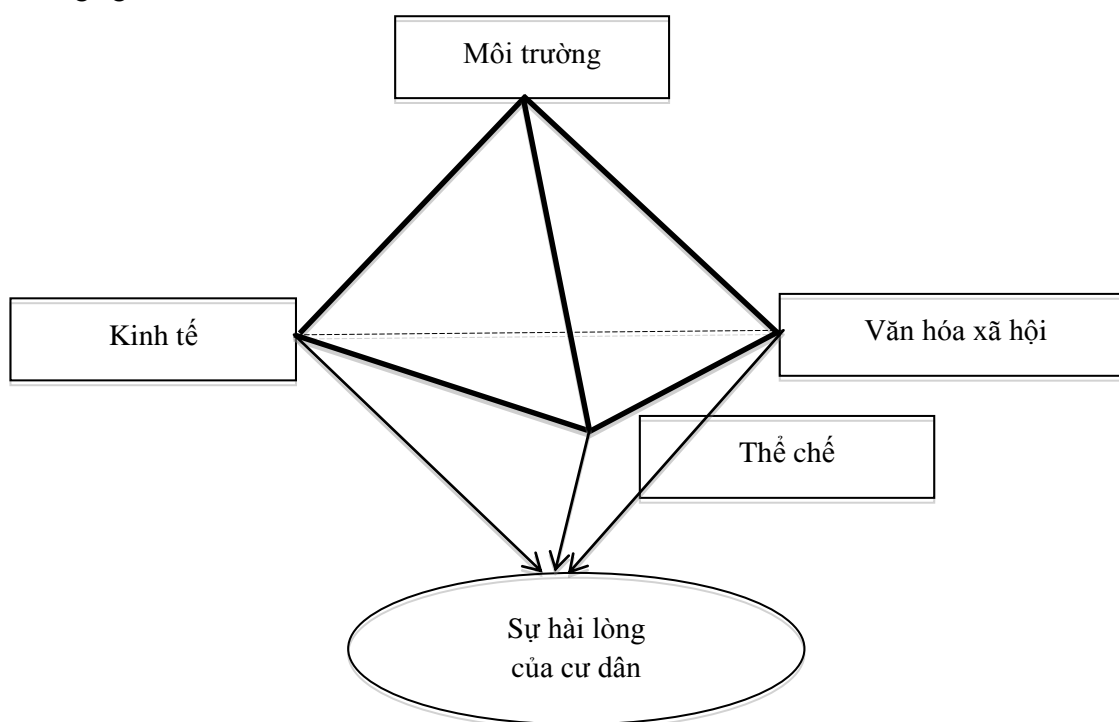 Môi trường
Kinh tế
Văn hóa xã hội
Thể chế
Sự hài lòng
của cư dân